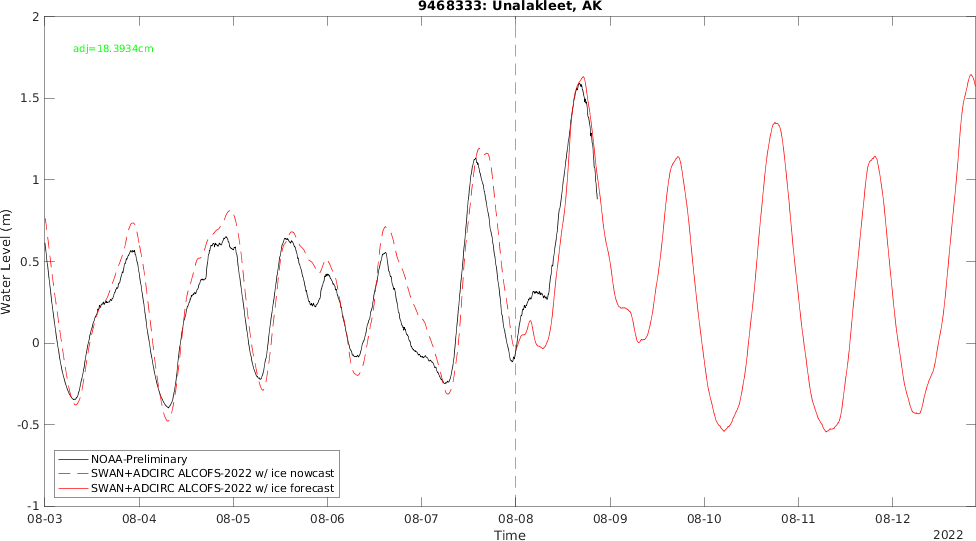 9468333: Unalakleet, AK
adj=18.3934cm
2
1.5
1
0.5
0
-0.5
-1
Water Level (m)
NOAA-Preliminary
SWAN+ADCIRC ALCOFS-2022 w/ ice nowcast
SWAN+ADCIRC ALCOFS-2022 w/ ice forecast
08-03 08-04 08-05 08-06 08-07 08-08 08-09 08-10 08-11 08-12
Time
2022